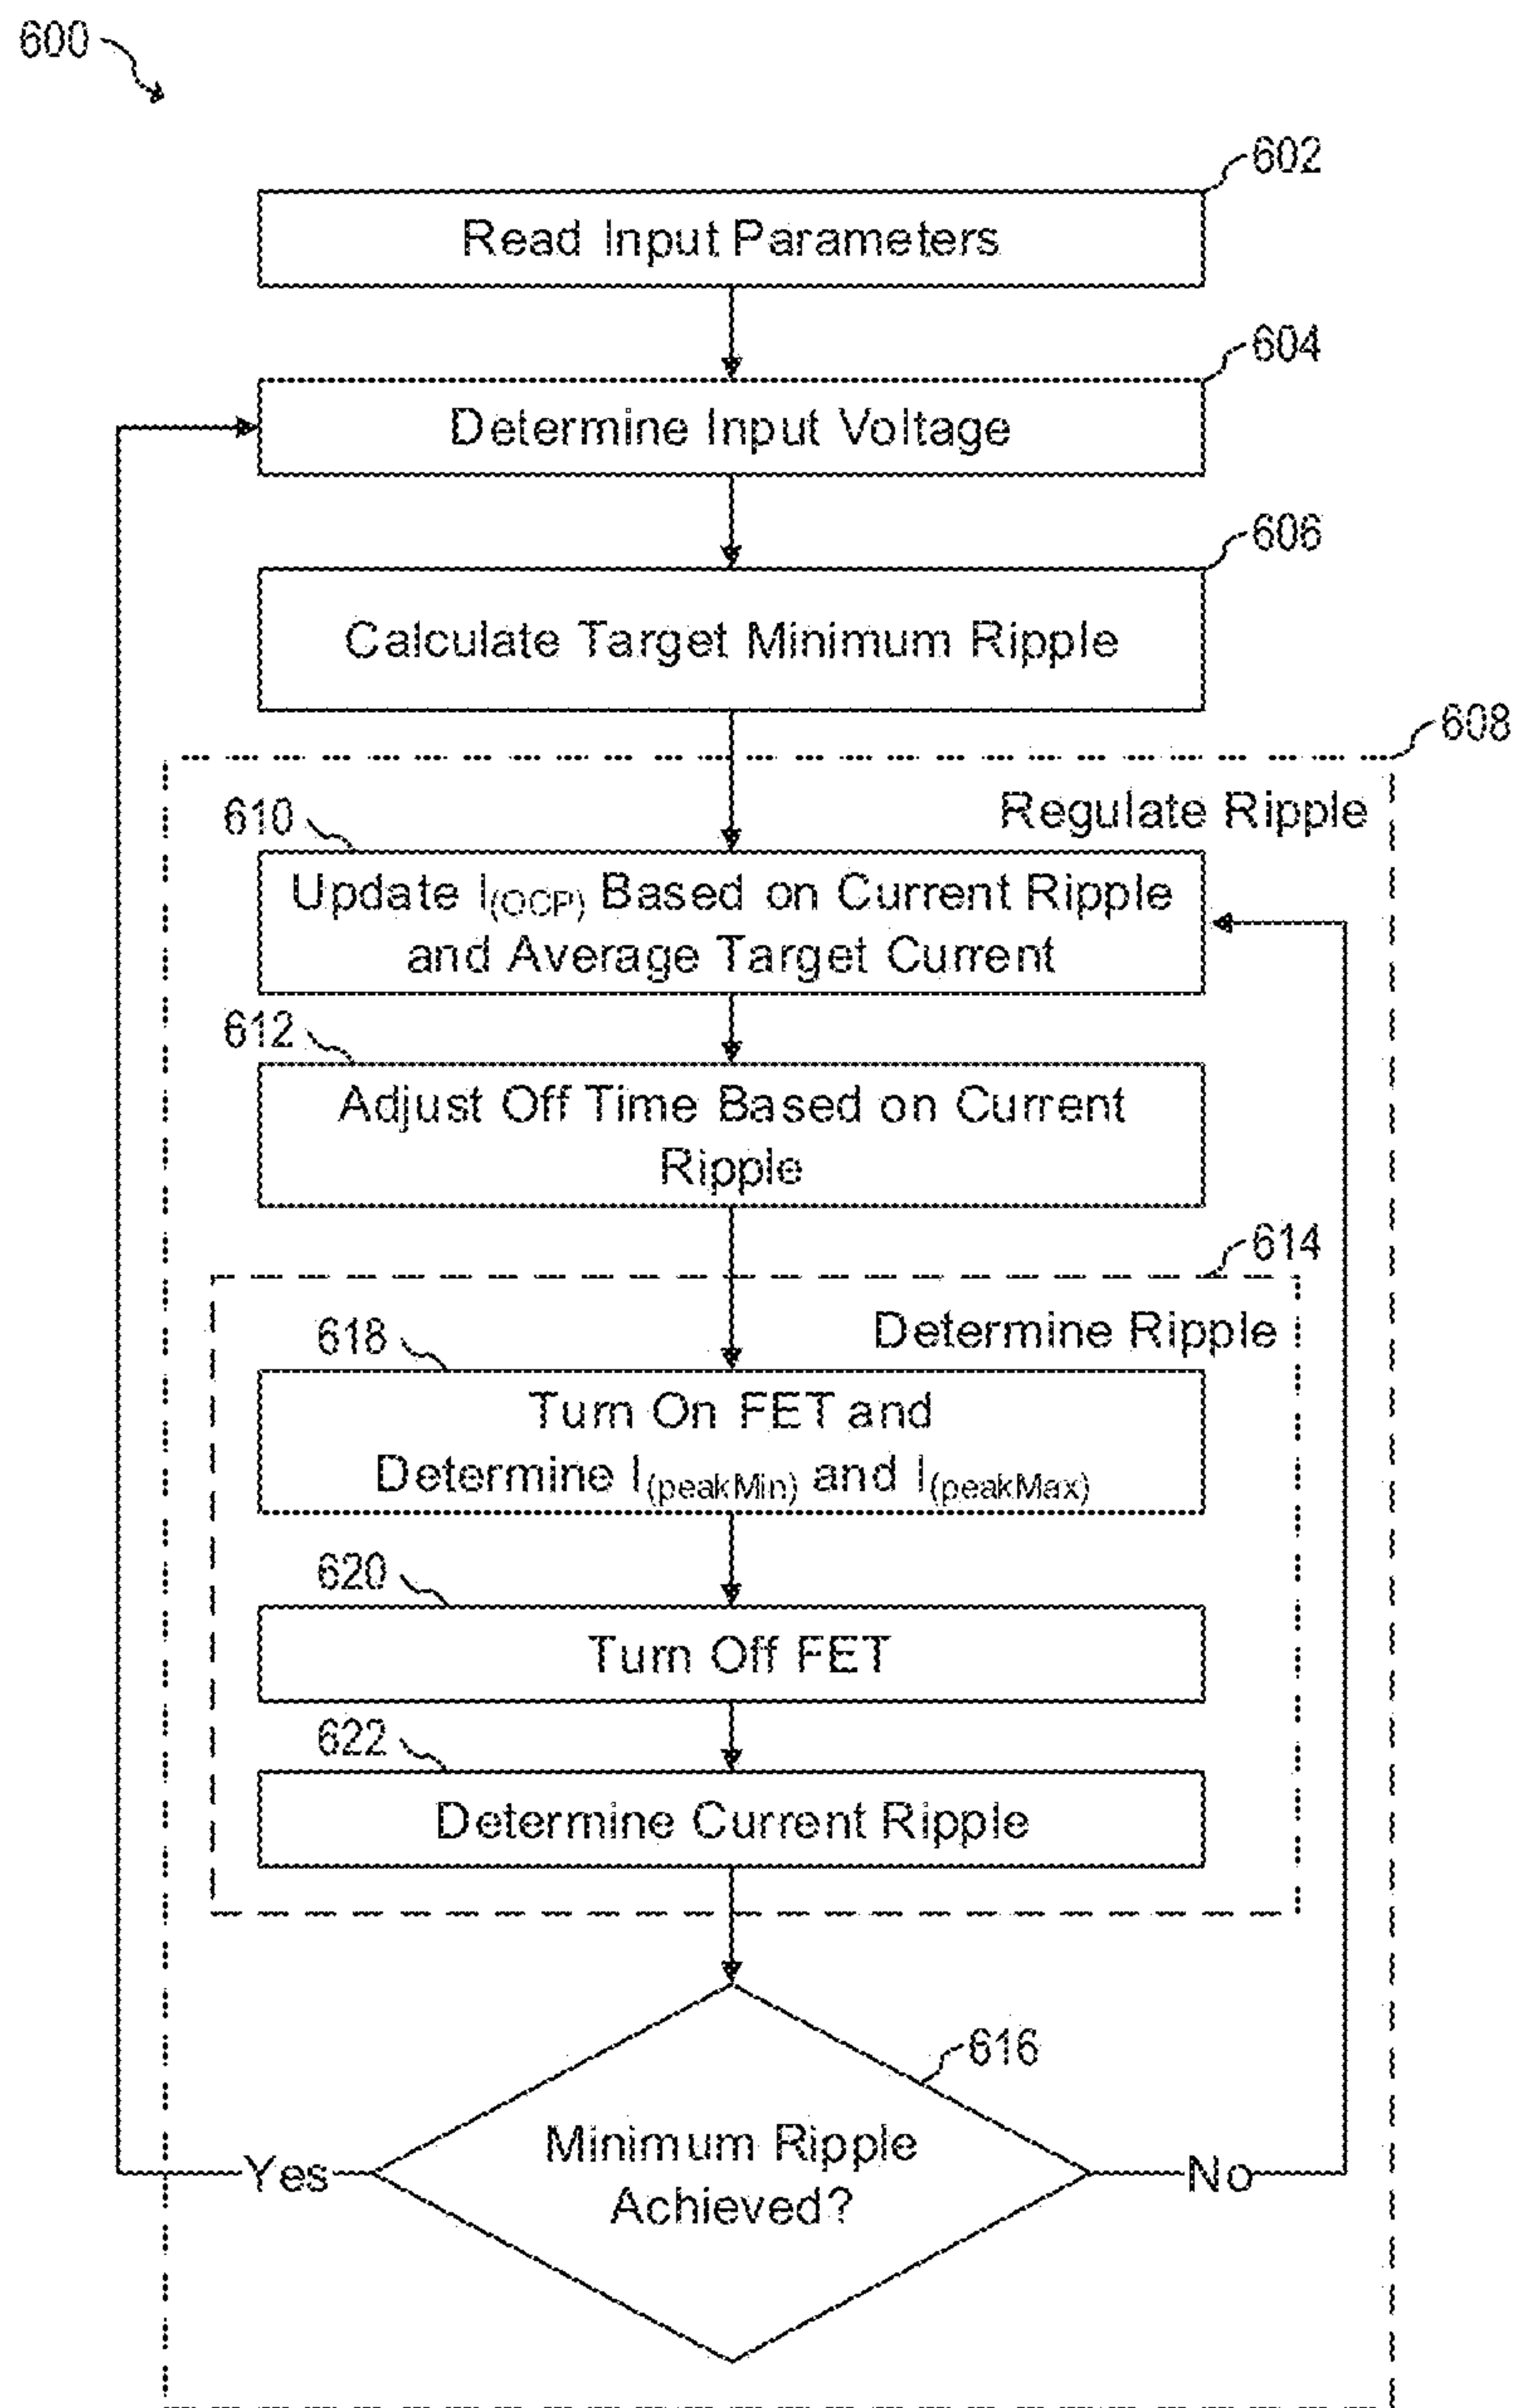 600
602
Read Input Parameters
604
Determine Input Voltage
606
Calculate Target Minimum Ripple
608
Regulate Ripple
610
Update I(OCP) Based on Current Ripple
and Average Target Current
612
Adjust Off Time Based on Current
Ripple
614
Determine Ripple
618
Turn On FET and
Determine I(peakMin) and I(peakMax)
620
Turn Off FET
622
Determine Current Ripple
616
Minimum Ripple
Achieved?
Yes
No